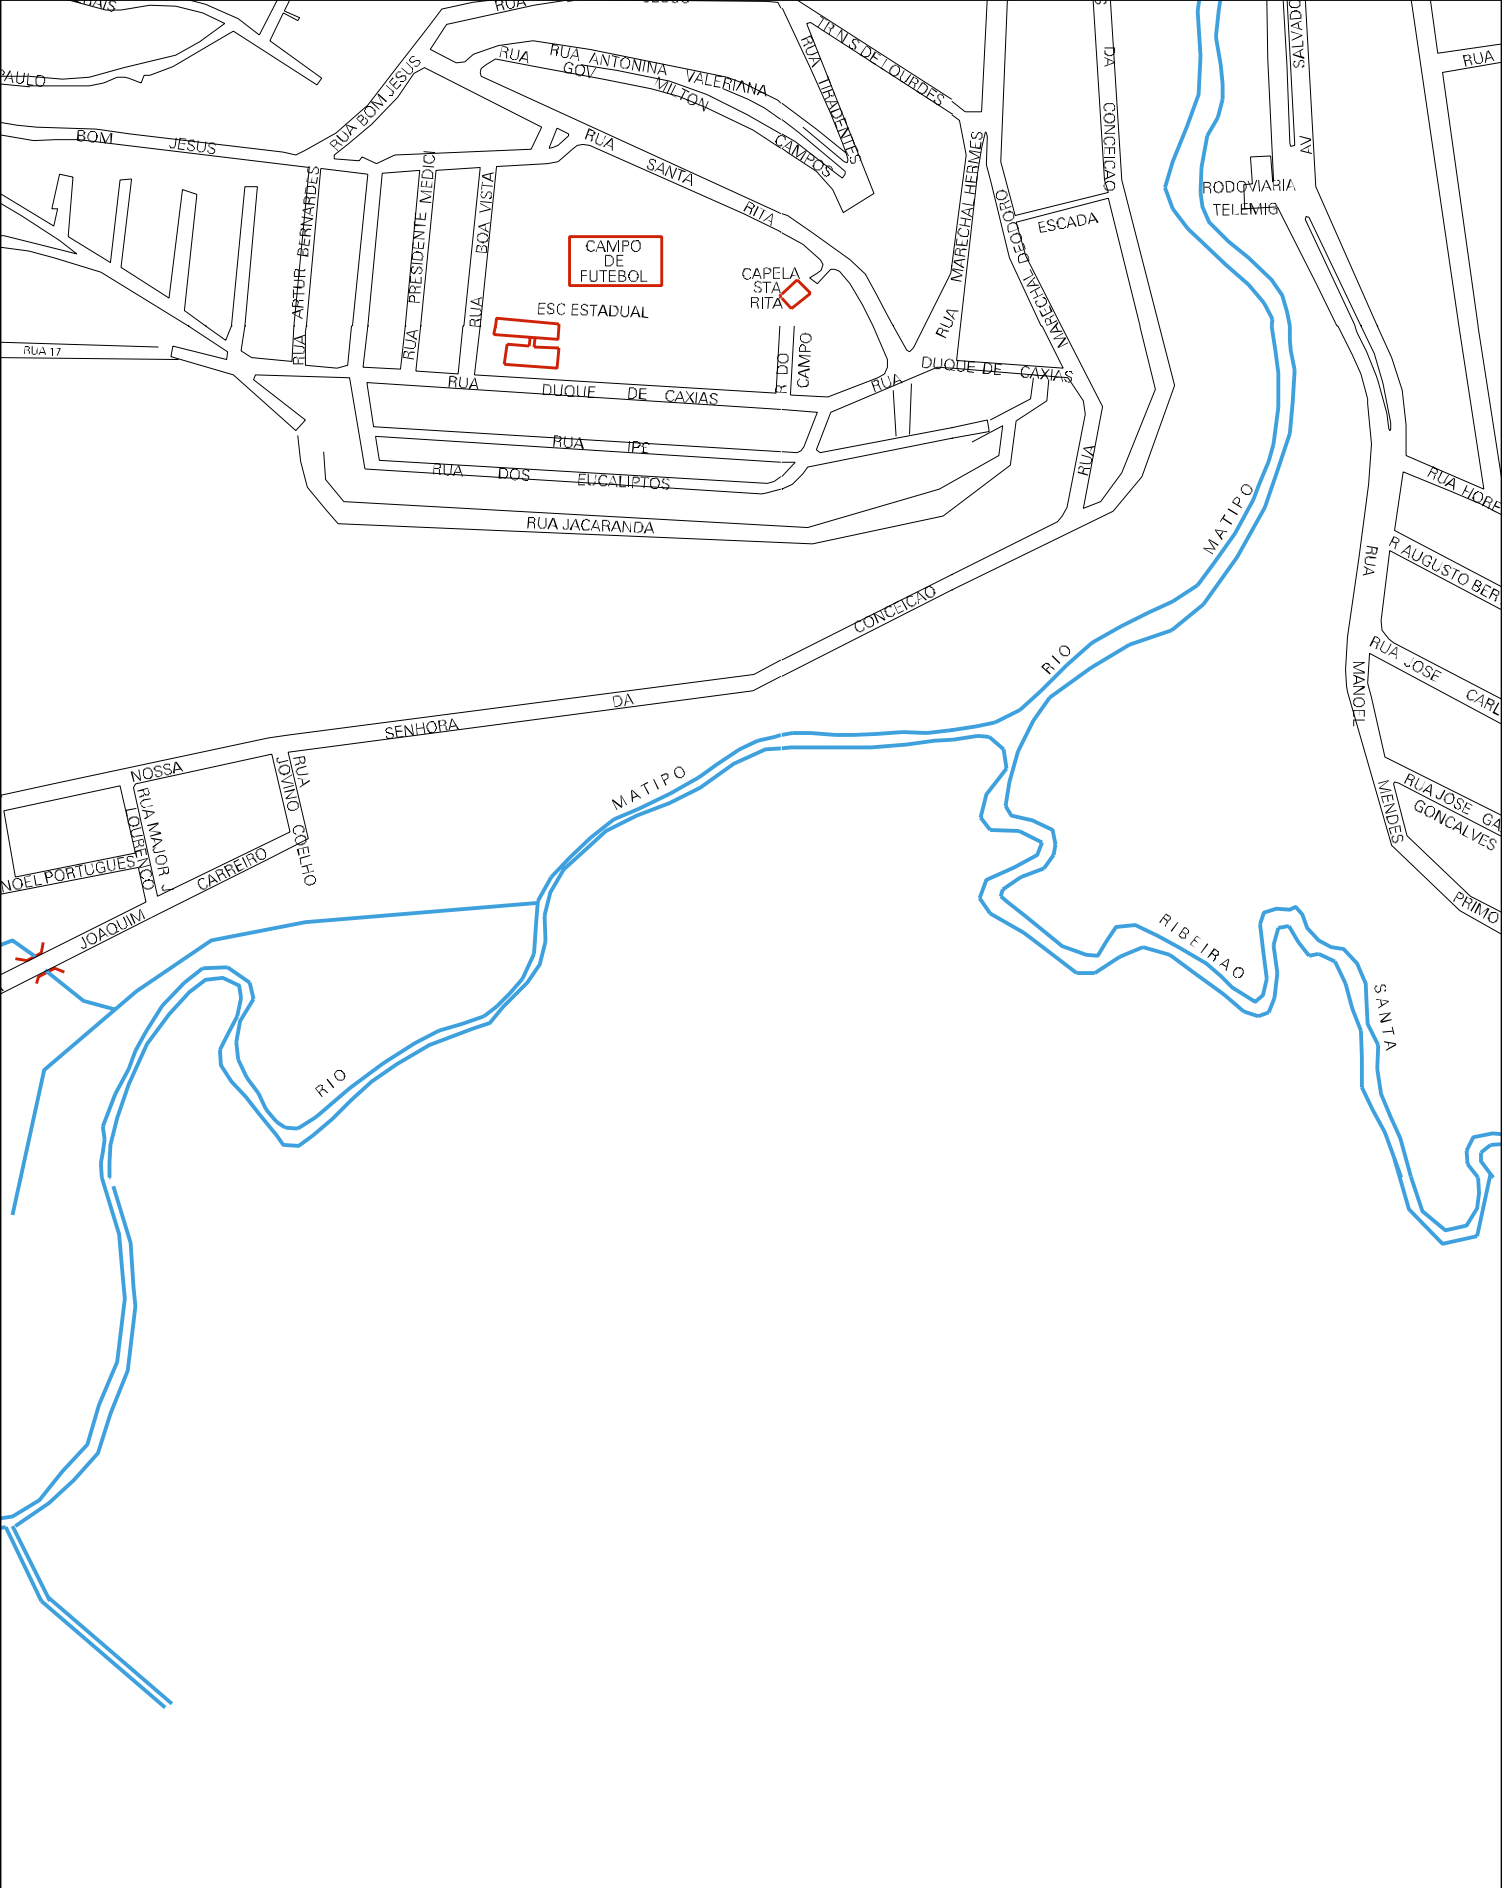 RUA
RUA
RUA ANTONINA VALERIANA
GOV MILTON CAMPOS
RUA TIRADENTES
DE LOURDES
DA CONCEICAO
SALVADO
AV
RUA
PAULO
RUA BOM JESUS
BOM JESUS
RUA SANTA RITA
RUA ARTUR BERNARDES
RUA PRESIDENTE MEDICI
RUA BOA VISTA
RUA MARECHAL HERMES
MARECHAL DEODORO
ESCADA
RODOVIARIA
TELEMIG
CAMPO
DE
FUTEBOL
CAPELA
STA
RITA
ESC ESTADUAL
RUA 17
R DO
CAMPO
RUA DUQUE DE CAXIAS
RUA DUQUE DE CAXIAS
RUA IPE
RUA DOS EUCALIPTOS
RUA JACARANDA
RUA
MATIPO
RIO
RUA HORE
R AUGUSTO BER
RUA JOSE CARL
RUA MANOEL MENDES
RUA JOSE GA
GONCALVES
PRIMO
NOSSA SENHORA DA CONCEICAO
RUA
JOVINO COELHO
RUA MAJOR
LOURENCO
NOEL PORTUGUES
JOAQUIM CARREIRO
RIO MATIPO
RIBEIRAO
SANTA